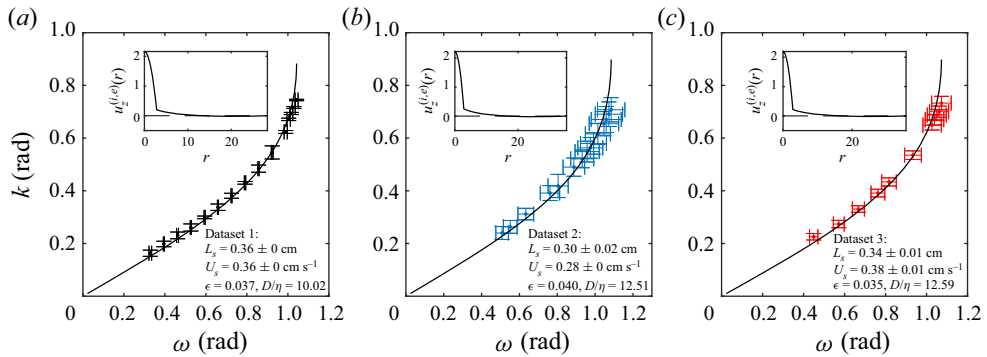 (a)
k (rad)
1.0
0.8
0.6
0.4
0.2
0 0.2 0.4 0.6 0.8 1.0 1.2
ω (rad)
u_z^(i,e)(r)
2
1
0
0 20
r
Dataset 1:
L_s = 0.36 ± 0 cm
U_s = 0.36 ± 0 cm s⁻¹
ϵ = 0.037, D/η = 10.02
(b)
1.0
0.8
0.6
0.4
0.2
0 0.2 0.4 0.6 0.8 1.0 1.2
ω (rad)
u_z^(i,e)(r)
2
1
0
0 20
r
Dataset 2:
L_s = 0.30 ± 0.02 cm
U_s = 0.28 ± 0 cm s⁻¹
ϵ = 0.040, D/η = 12.51
(c)
1.0
0.8
0.6
0.4
0.2
0 0.2 0.4 0.6 0.8 1.0 1.2
ω (rad)
u_z^(i,e)(r)
2
1
0
0 20
r
Dataset 3:
L_s = 0.34 ± 0.01 cm
U_s = 0.38 ± 0.01 cm s⁻¹
ϵ = 0.035, D/η = 12.59